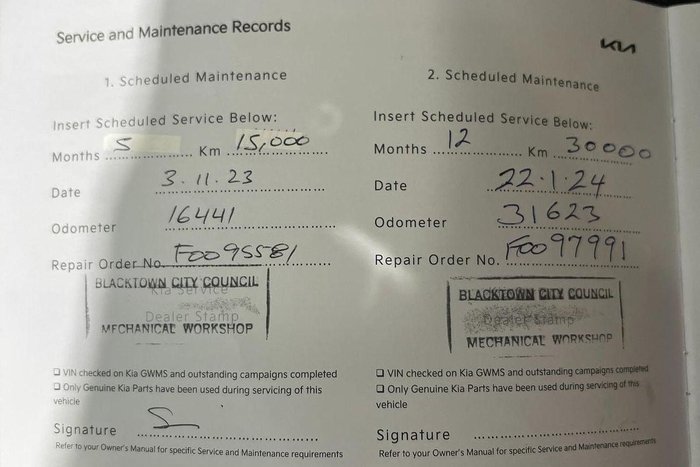 Service and Maintenance Records
KIA
1. Scheduled Maintenance
Insert Scheduled Service Below:
Months 5 Km 15,000
Date 3.11.23
Odometer 16441
Repair Order No. F0095581
BLACKTOWN CITY COUNCIL
Kia Service
Dealer Stamp
MECHANICAL WORKSHOP
❑ VIN checked on Kia GWMS and outstanding campaigns completed
❑ Only Genuine Kia Parts have been used during servicing of this
vehicle
Signature
Refer to your Owner's Manual for specific Service and Maintenance requirements
2. Scheduled Maintenance
Insert Scheduled Service Below:
Months 12 Km 30000
Date 22.1.24
Odometer 31623
Repair Order No. F0097991
BLACKTOWN CITY COUNCIL
Dealer Stamp
MECHANICAL WORKSHOP
❑ VIN checked on Kia GWMS and outstanding campaigns completed
❑ Only Genuine Kia Parts have been used during servicing of this
vehicle
Signature
Refer to your Owner's Manual for specific Service and Maintenance requirements